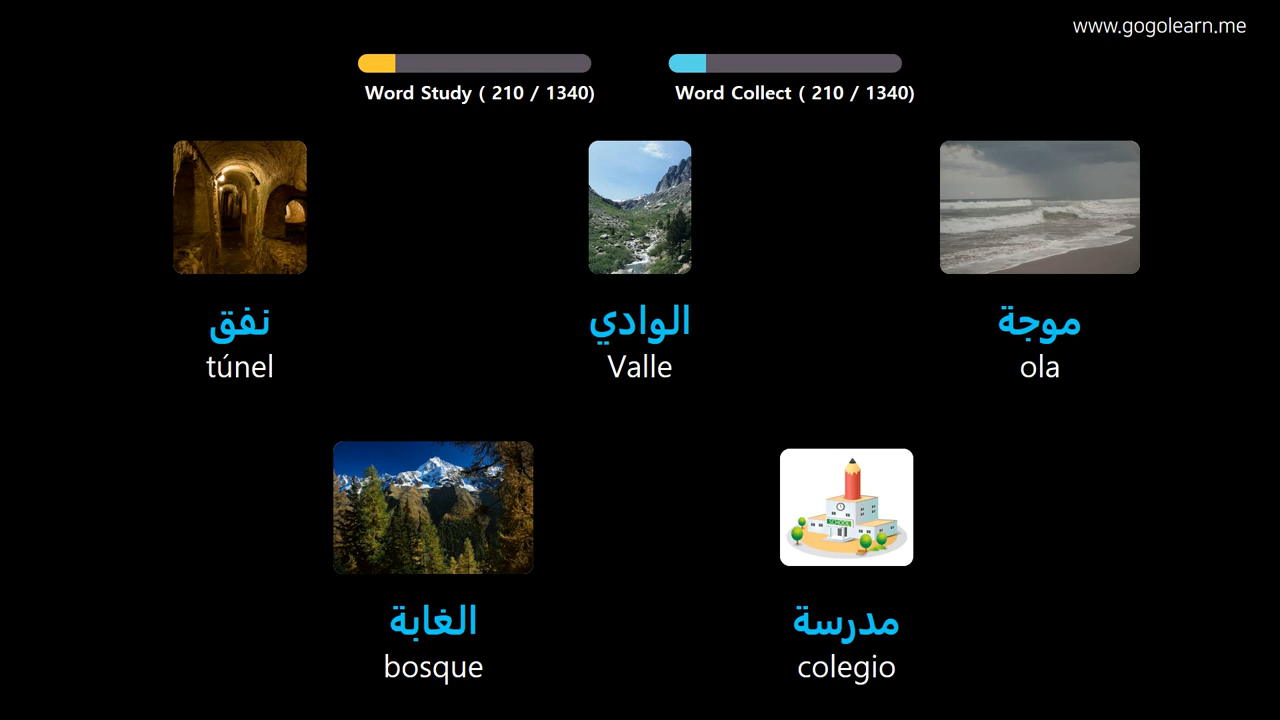 www.gogolearn.me
Word Study ( 210 / 1340)
Word Collect ( 210 / 1340)
نفق
túnel
الوادي
Valle
موجة
ola
الغابة
bosque
SCHOOL
مدرسة
colegio